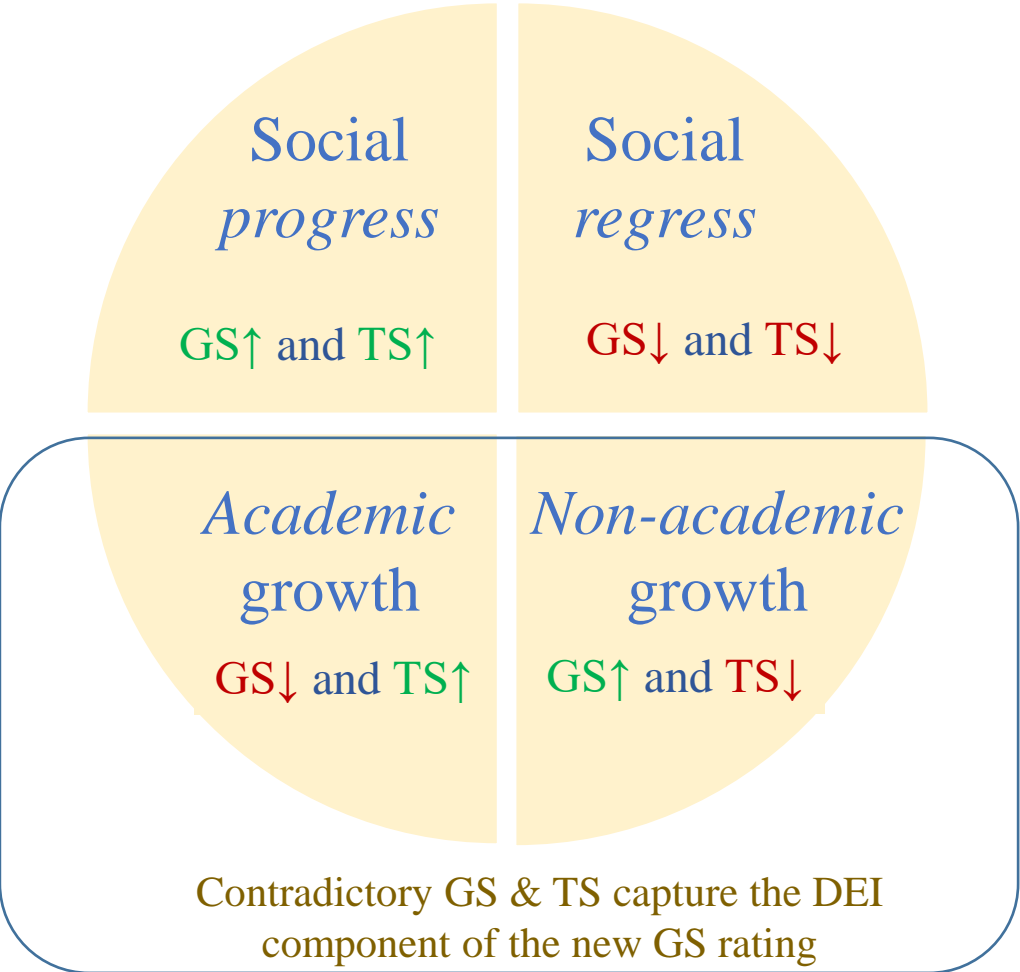 Social
progress
GS↑ and TS↑
Social
regress
GS↓ and TS↓
Academic
growth
GS↓ and TS↑
Non-academic
growth
GS↑ and TS↓
Contradictory GS & TS capture the DEI
component of the new GS rating